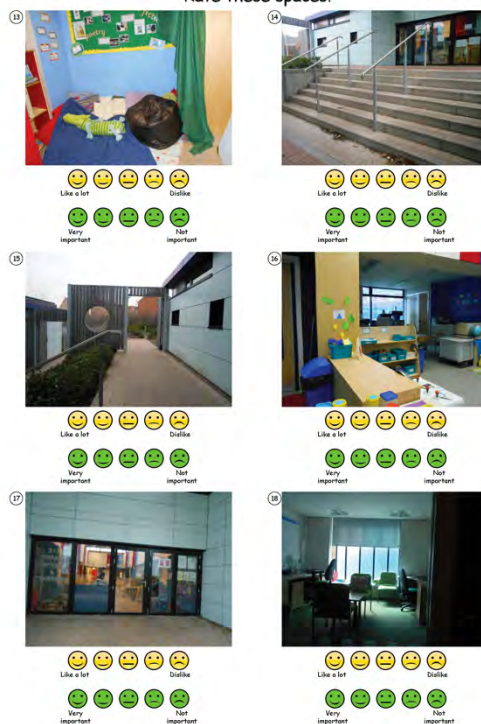 Rate these spaces:
13
14
Poetry
Like a lot Dislike
Like a lot Dislike
Very important Not important
Very important Not important
15
16
Like a lot Dislike
Like a lot Dislike
Very important Not important
Very important Not important
17
18
Like a lot Dislike
Like a lot Dislike
Very important Not important
Very important Not important